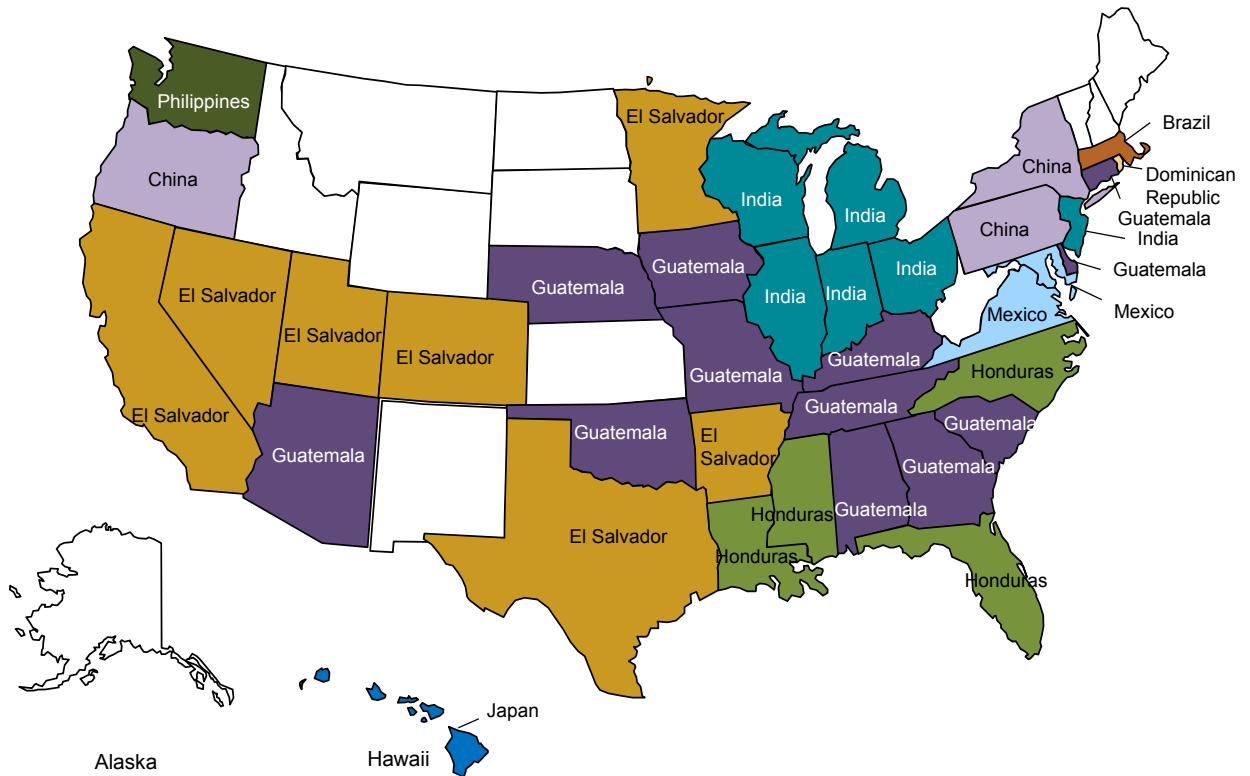 Philippines
El Salvador
Brazil
China
China
Dominican
Republic
India
India
Guatemala
India
China
Guatemala
India
Guatemala
Guatemala
El Salvador
India
India
Mexico
Mexico
El Salvador
El Salvador
Guatemala
Honduras
Guatemala
Guatemala
El Salvador
Guatemala
Guatemala
El
Salvador
Guatemala
Guatemala
Guatemala
Honduras
El Salvador
Honduras
Honduras
Japan
Alaska
Hawaii